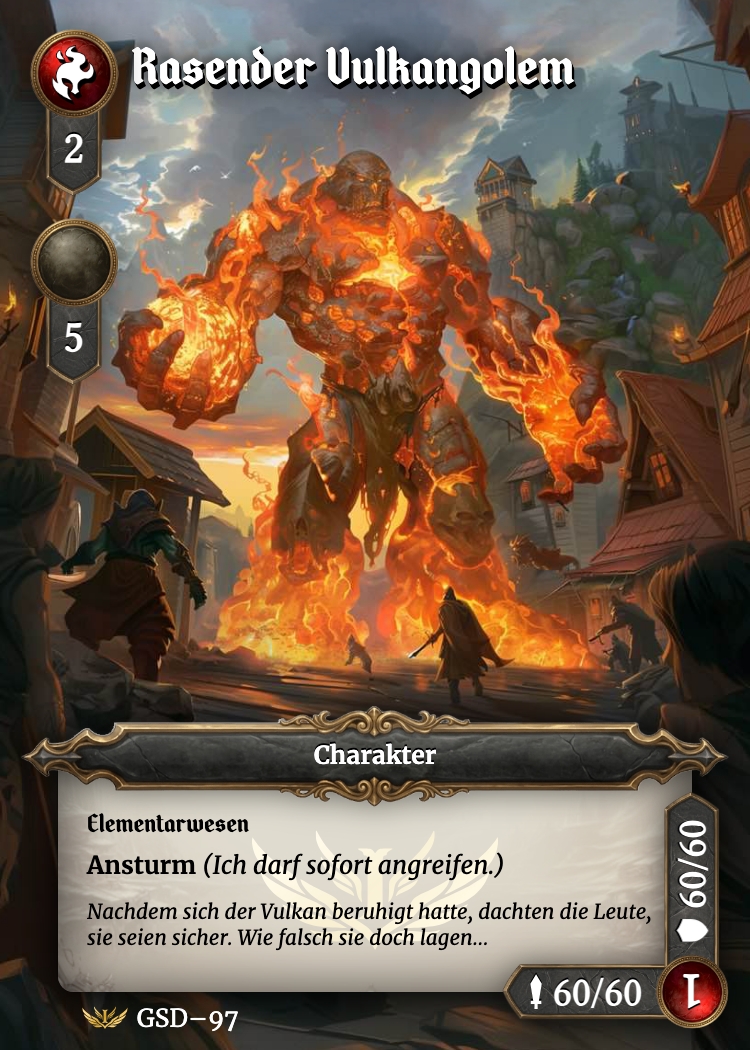 Rasender Vulkangolem
2
5
Charakter
Elementarwesen
Ansturm (Ich darf sofort angreifen.)
Nachdem sich der Vulkan beruhigt hatte, dachten die Leute,
sie seien sicher. Wie falsch sie doch lagen...
60/60
60/60
1
GSD–97